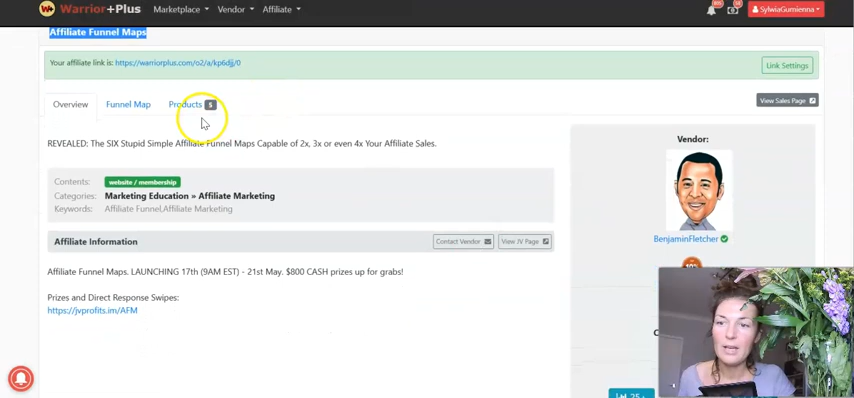 Warrior+Plus Marketplace Vendor Affiliate SylwiaGumienna
Affiliate Funnel Maps
Your affiliate link is: https://warriorplus.com/o2/a/kp6djj/0 Link Settings
Overview Funnel Map Products 5 View Sales Page
REVEALED: The SIX Stupid Simple Affiliate Funnel Maps Capable of 2x, 3x or even 4x Your Affiliate Sales.
Vendor:
Contents: website / membership
Categories: Marketing Education » Affiliate Marketing
Keywords: Affiliate Funnel,Affiliate Marketing
BenjaminFletcher
Affiliate Information Contact Vendor View JV Page
Affiliate Funnel Maps. LAUNCHING 17th (9AM EST) - 21st May. $800 CASH prizes up for grabs!
Prizes and Direct Response Swipes:
https://jvprofits.im/AFM